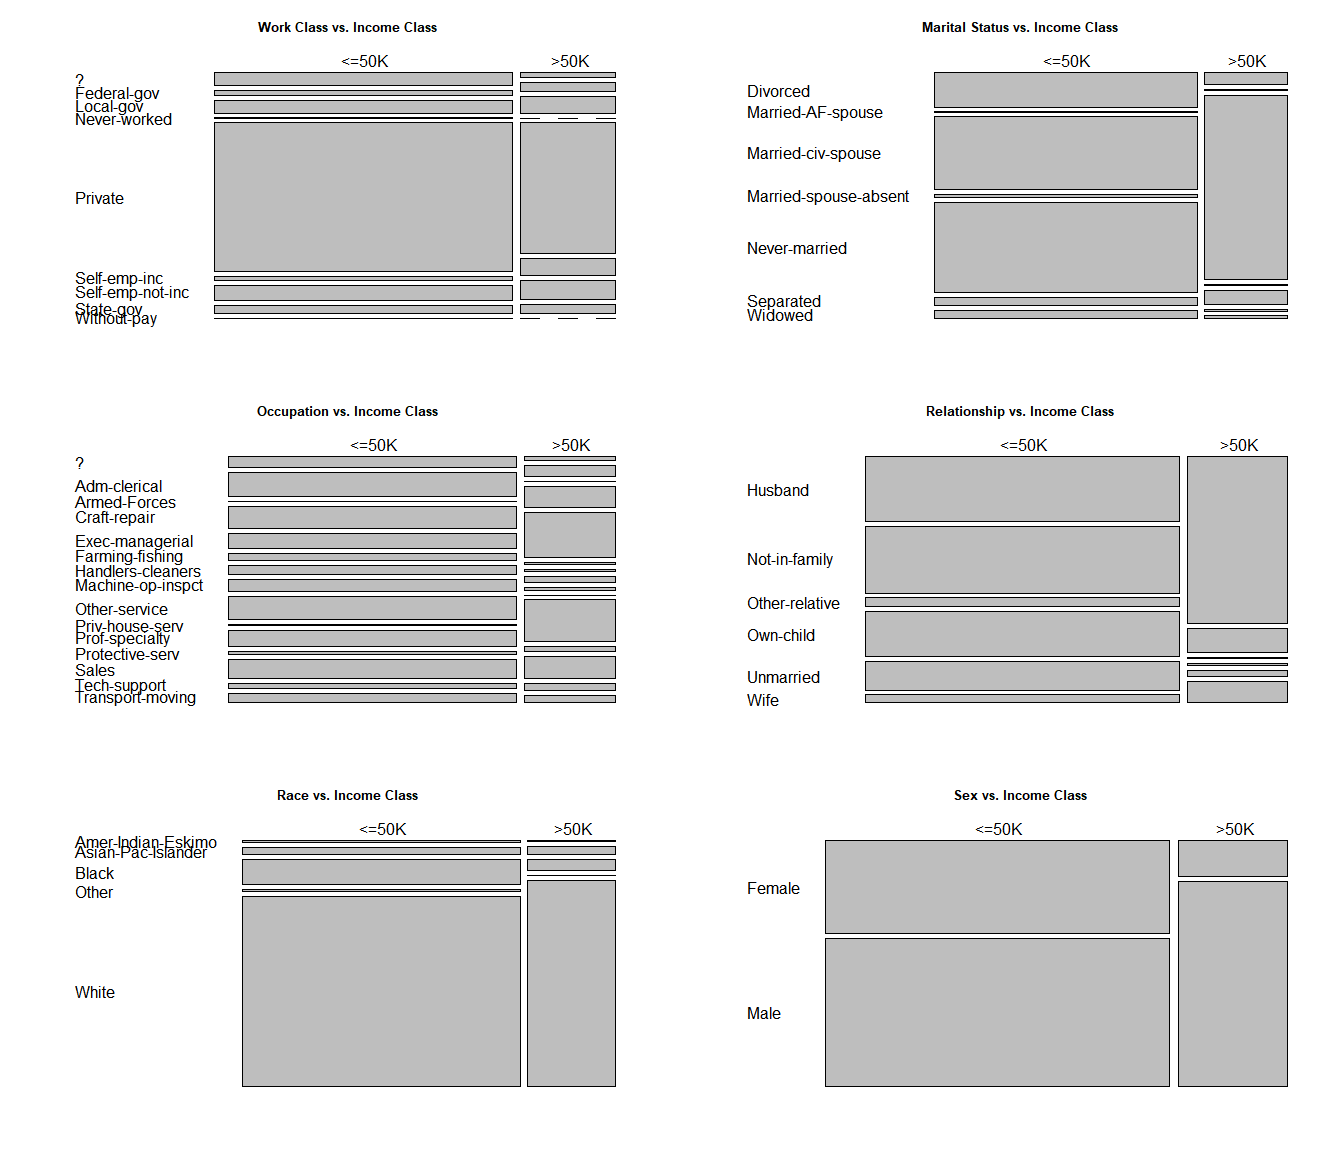 Work Class vs. Income Class
<=50K >50K
?
Federal-gov
Local-gov
Never-worked
Private
Self-emp-inc
Self-emp-not-inc
State-gov
Without-pay
Marital Status vs. Income Class
<=50K >50K
Divorced
Married-AF-spouse
Married-civ-spouse
Married-spouse-absent
Never-married
Separated
Widowed
Occupation vs. Income Class
<=50K >50K
?
Adm-clerical
Armed-Forces
Craft-repair
Exec-managerial
Farming-fishing
Handlers-cleaners
Machine-op-inspct
Other-service
Priv-house-serv
Prof-specialty
Protective-serv
Sales
Tech-support
Transport-moving
Relationship vs. Income Class
<=50K >50K
Husband
Not-in-family
Other-relative
Own-child
Unmarried
Wife
Race vs. Income Class
<=50K >50K
Amer-Indian-Eskimo
Asian-Pac-Islander
Black
Other
White
Sex vs. Income Class
<=50K >50K
Female
Male